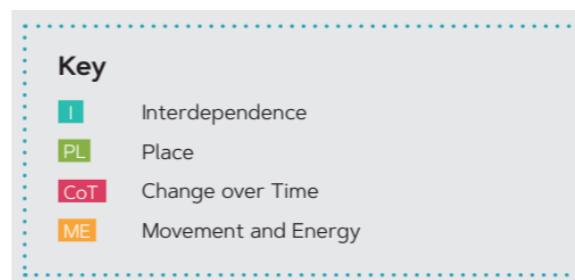 Key
I Interdependence
PL Place
CoT Change over Time
ME Movement and Energy